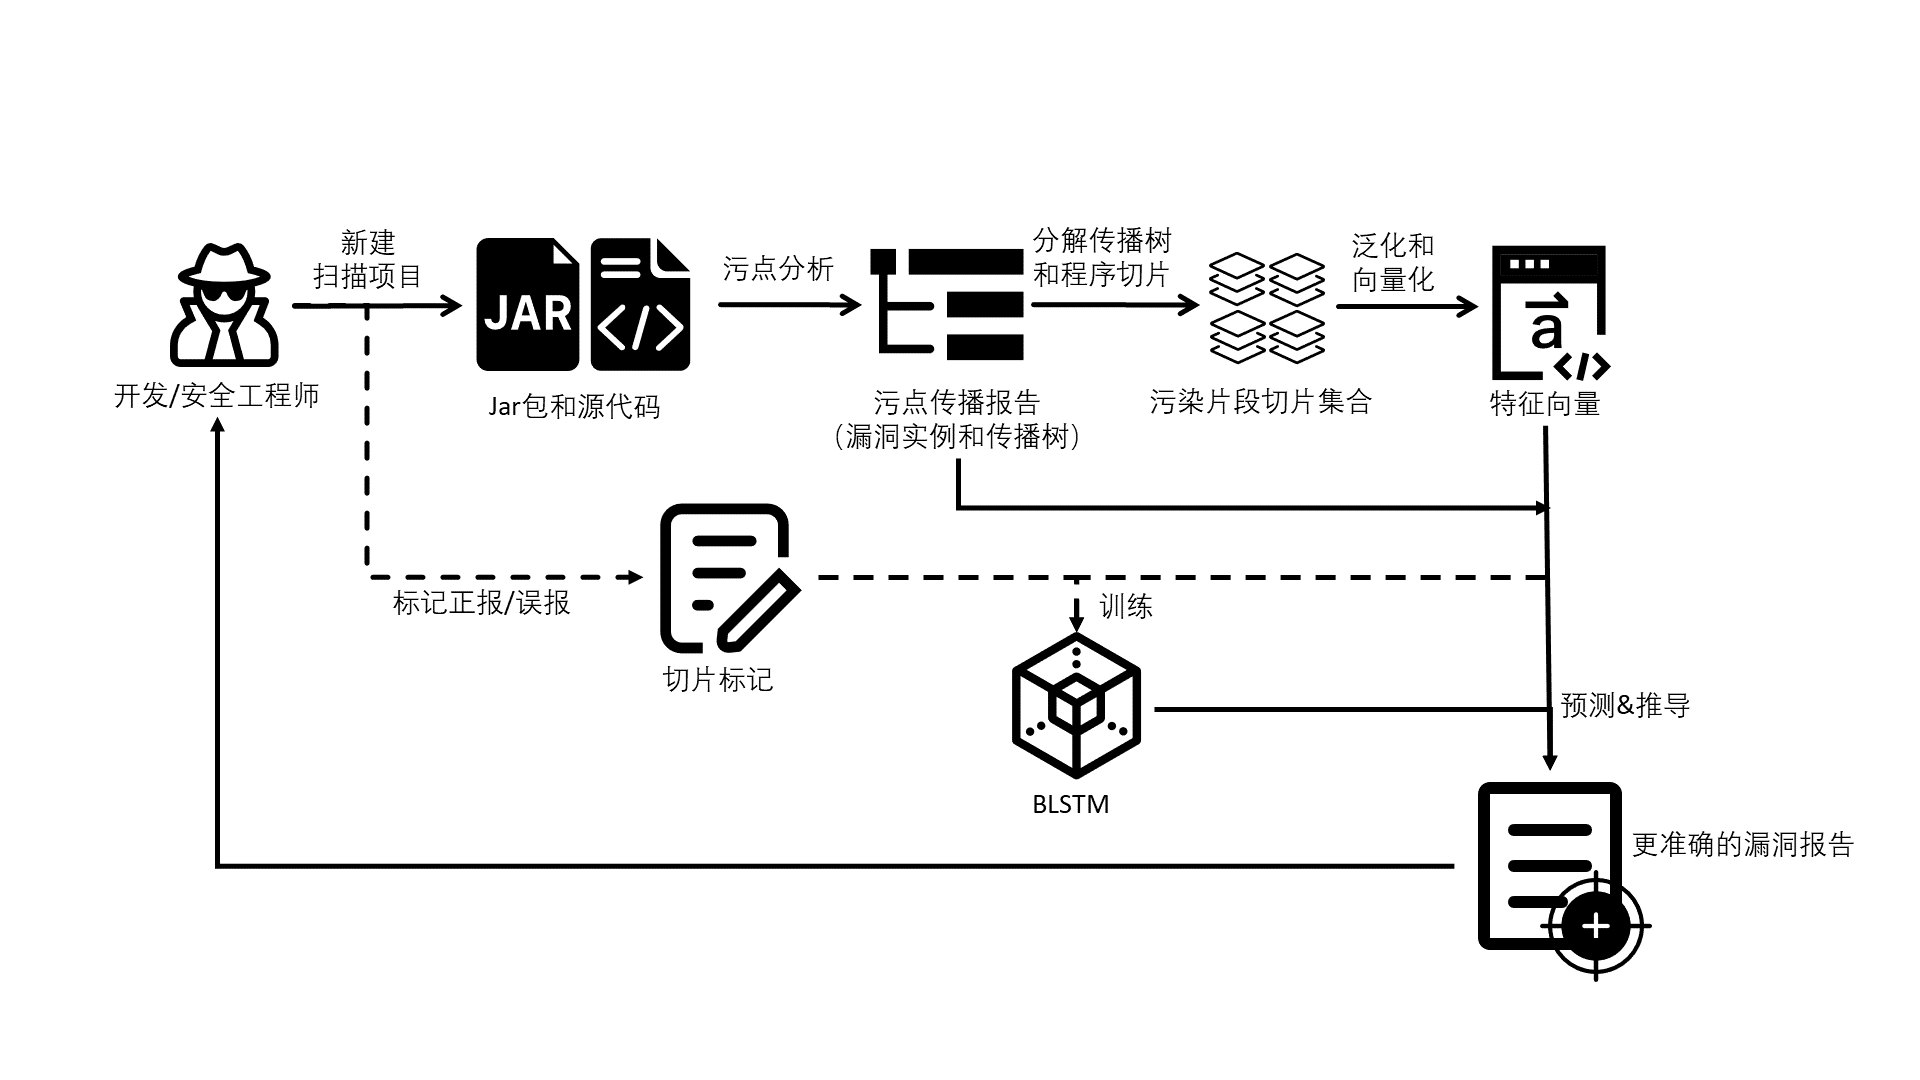 新建
扫描项目
JAR
</>
污点分析
分解传播树
和程序切片
泛化和
向量化
a
</>
开发/安全工程师
Jar包和源代码
污点传播报告
（漏洞实例和传播树）
污染片段切片集合
特征向量
标记正报/误报
训练
切片标记
预测&推导
BLSTM
更准确的漏洞报告